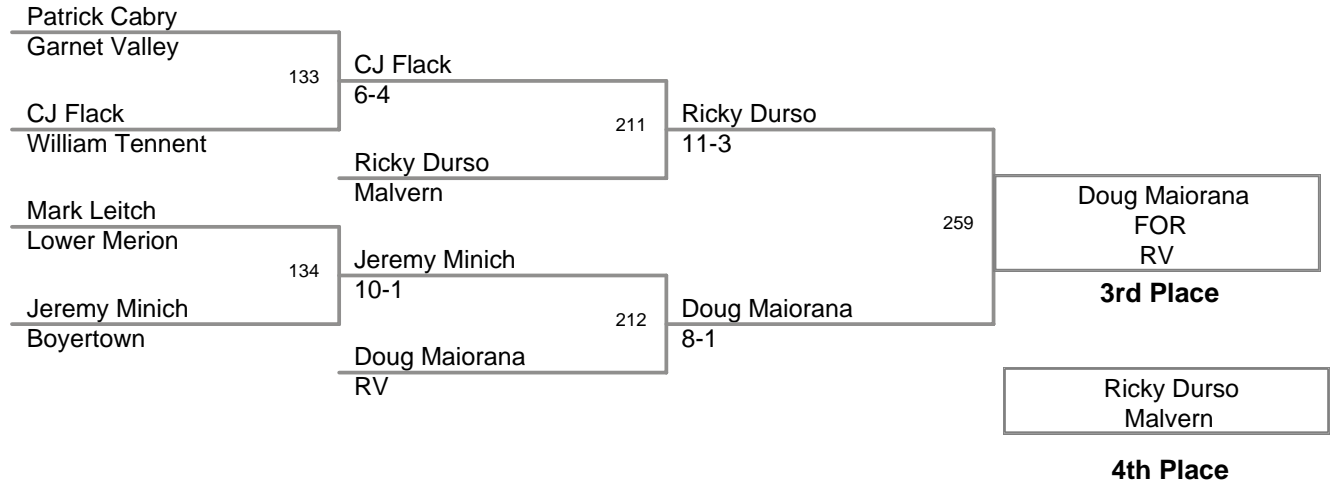 Patrick Cabry
Garnet Valley
133
CJ Flack
6-4
CJ Flack
William Tennent
211
Ricky Durso
11-3
Ricky Durso
Malvern
Mark Leitch
Lower Merion
134
Jeremy Minich
10-1
Jeremy Minich
Boyertown
212
Doug Maiorana
8-1
Doug Maiorana
RV
259
Doug Maiorana
FOR
RV
3rd Place
Ricky Durso
Malvern
4th Place